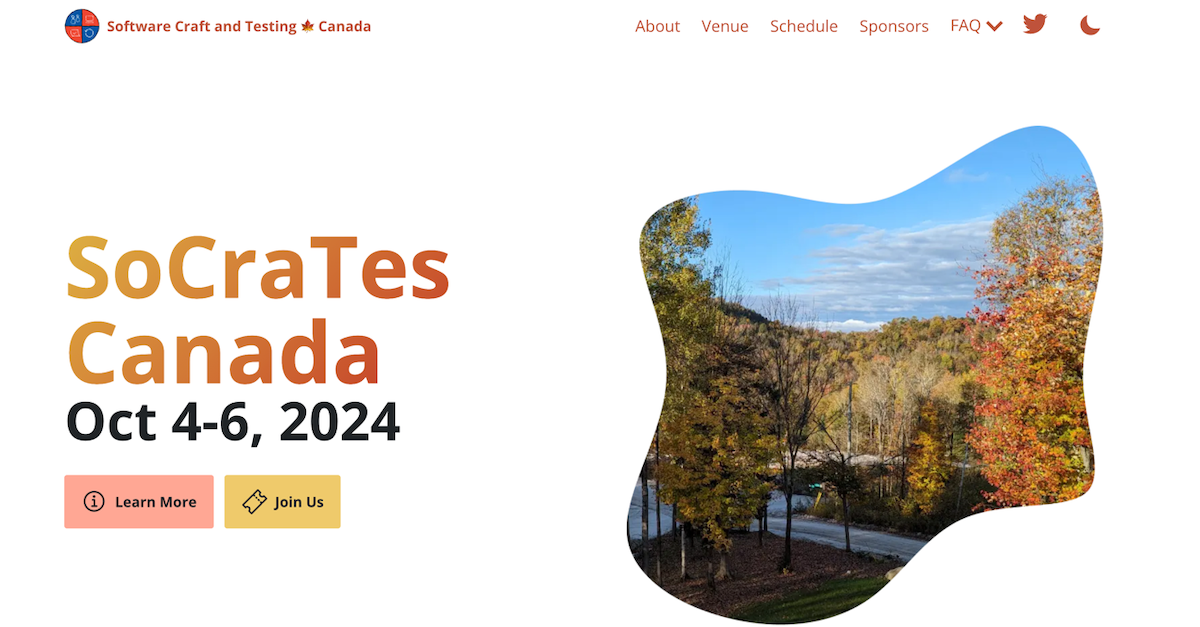 Software Craft and Testing 🍁 Canada
About
Venue
Schedule
Sponsors
FAQ
SoCraTes
Canada
Oct 4-6, 2024
Learn More
Join Us